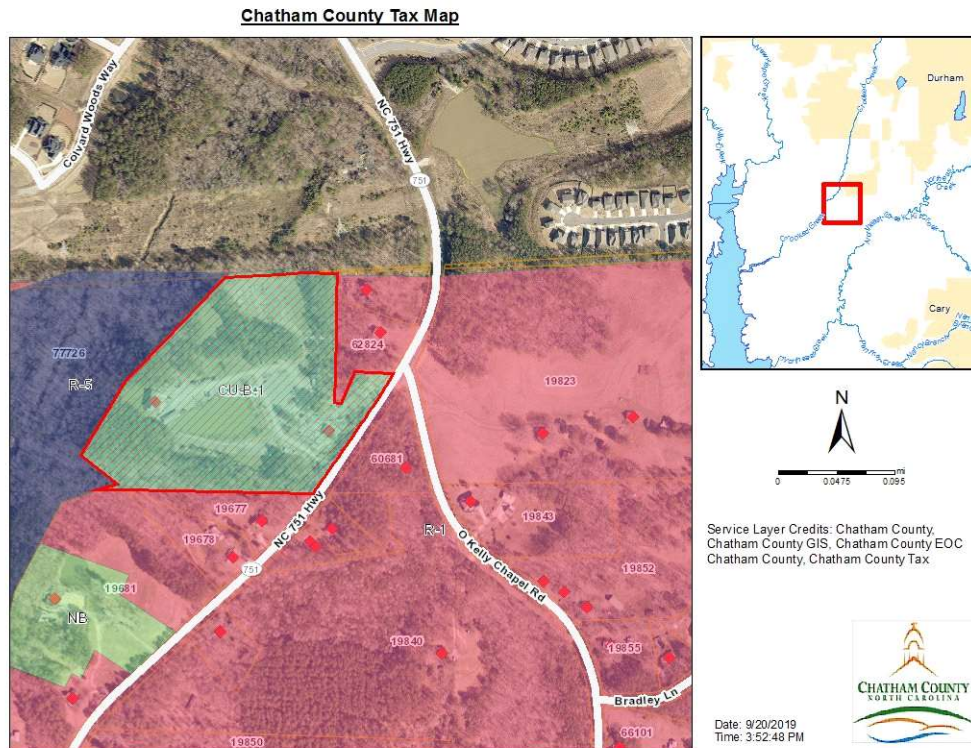 Chatham County Tax Map
Colvard Woods Way
NC 751 Hwy
751
77726
R-5
CU-B-1
62824
19823
60681
19677
19678
NC 751 Hwy
751
R-1
19843
O Kelly Chapel Rd
19852
19681
NB
19840
19855
Bradley Ln
66101
19850
Durham
Cary
N
mi
0 0.0475 0.095
Service Layer Credits: Chatham County,
Chatham County GIS, Chatham County EOC
Chatham County, Chatham County Tax
CHATHAM COUNTY
NORTH CAROLINA
Date: 9/20/2019
Time: 3:52:48 PM